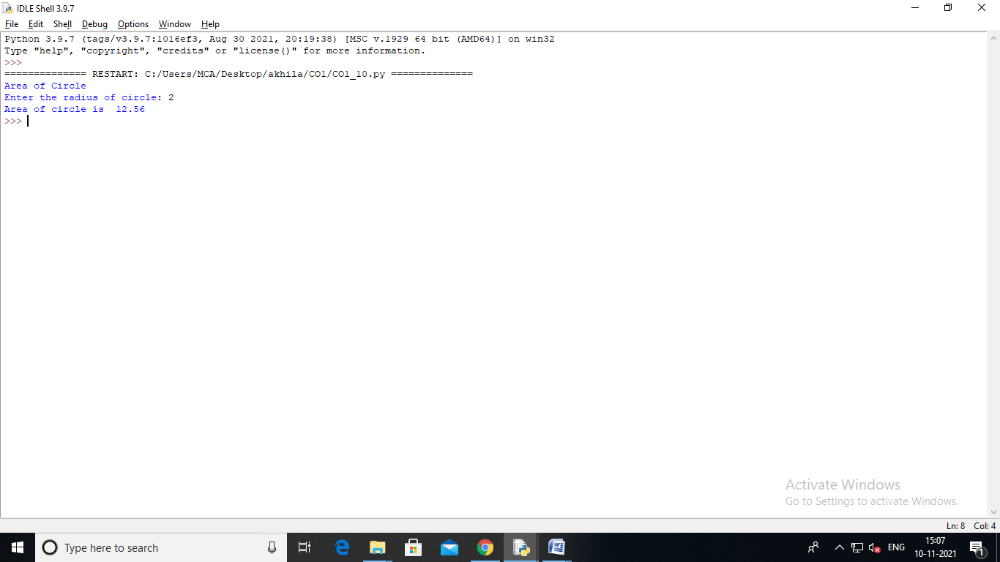 IDLE Shell 3.9.7
File Edit Shell Debug Options Window Help
Python 3.9.7 (tags/v3.9.7:1016ef3, Aug 30 2021, 20:19:38) [MSC v.1929 64 bit (AMD64)] on win32
Type "help", "copyright", "credits" or "license()" for more information.
>>>
============== RESTART: C:/Users/MCA/Desktop/akhila/CO1/CO1_10.py ==============
Area of Circle
Enter the radius of circle: 2
Area of circle is  12.56
>>>
Activate Windows
Go to Settings to activate Windows.
Ln: 8 Col: 4
Type here to search
ENG
15:07
10-11-2021
1